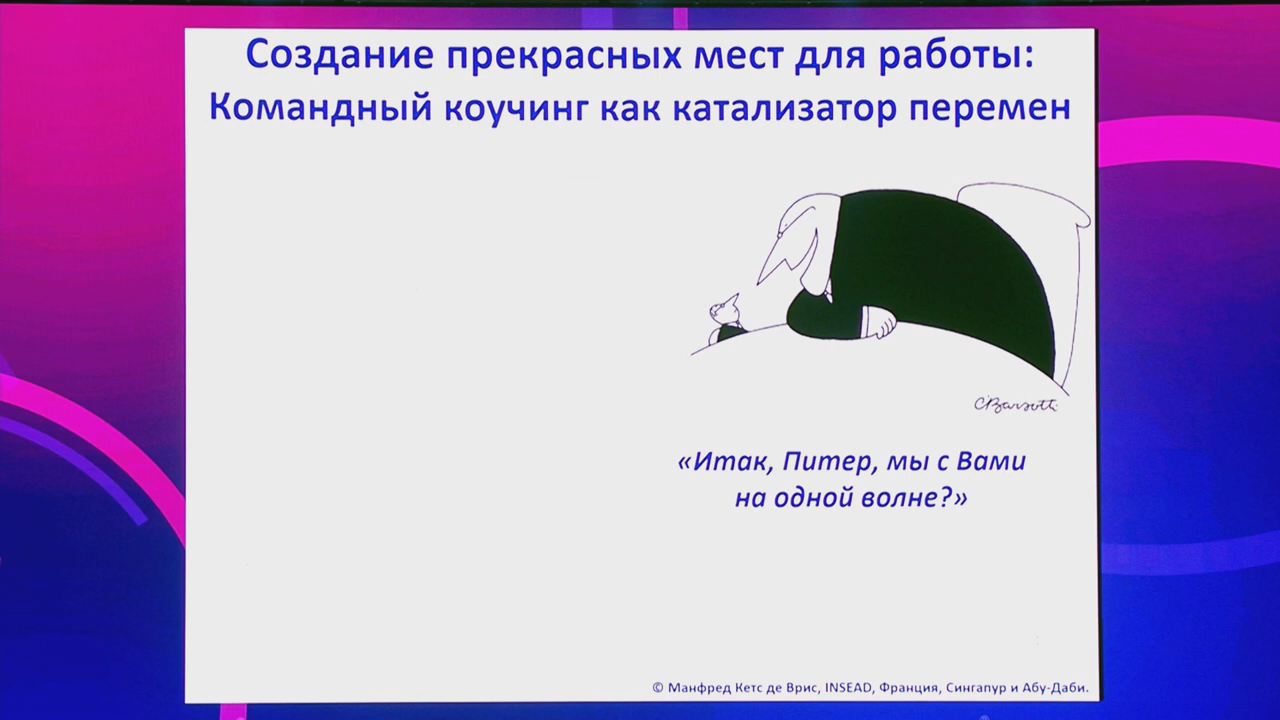 Создание прекрасных мест для работы:
Командный коучинг как катализатор перемен
C Barsotti
«Итак, Питер, мы с Вами
на одной волне?»
© Манфред Кетс де Врис, INSEAD, Франция, Сингапур и Абу-Даби.